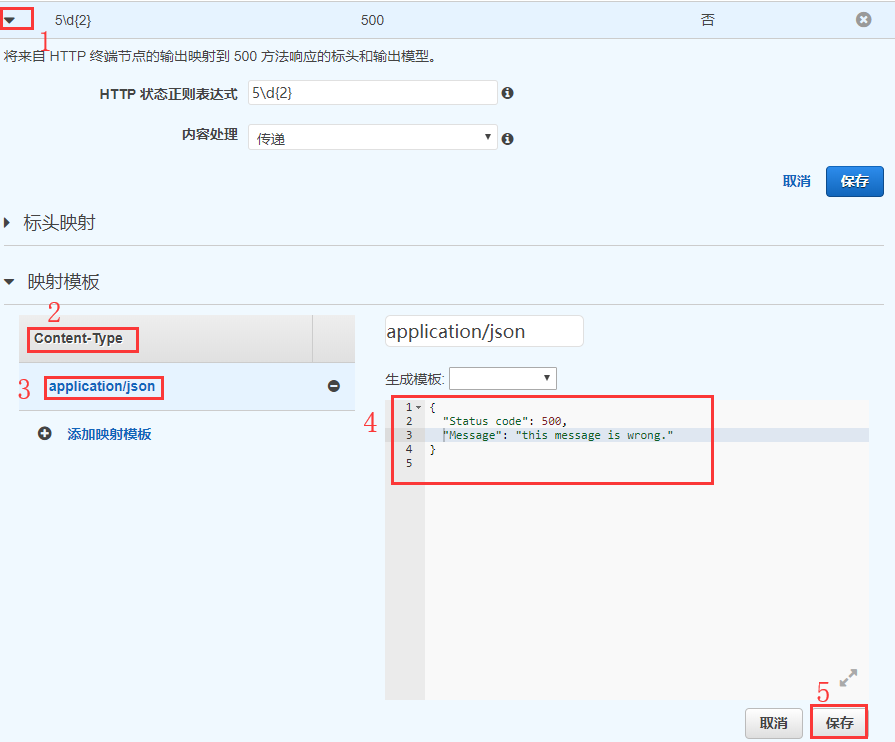 5\d{2} 500 否
1
将来自 HTTP 终端节点的输出映射到 500 方法响应的标头和输出模型。
HTTP 状态正则表达式 5\d{2}
内容处理 传递
取消 保存
标头映射
映射模板
2
Content-Type application/json
3 application/json
生成模板:
添加映射模板
4
1 {
2 "Status code": 500,
3 "Message": "this message is wrong."
4 }
5
5
取消 保存